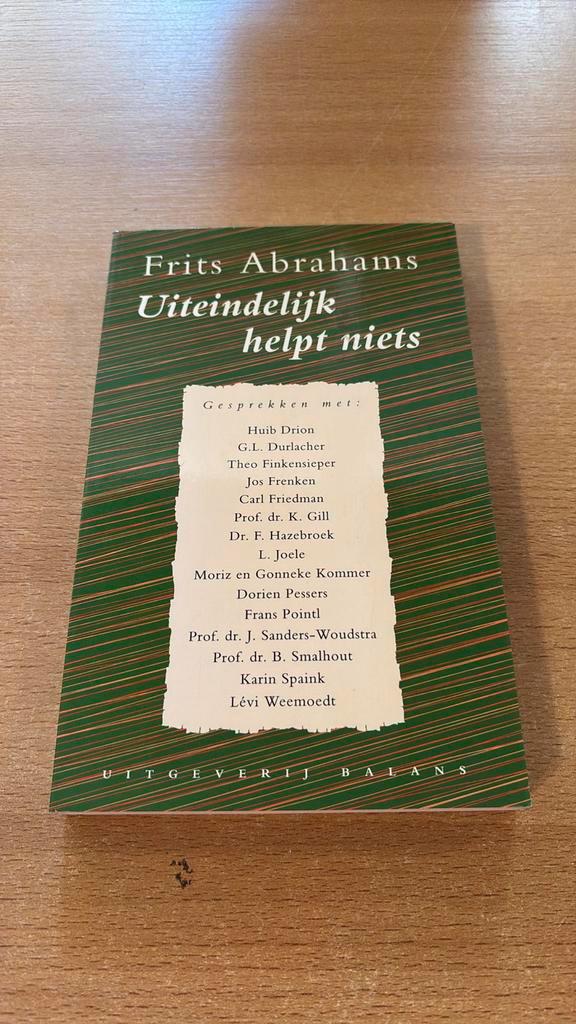 Frits Abrahams
Uiteindelijk
helpt niets
Gesprekken met:
Huib Drion
G.L. Durlacher
Theo Finkensieper
Jos Frenken
Carl Friedman
Prof. dr. K. Gill
Dr. F. Hazebroek
L. Joele
Moriz en Gonneke Kommer
Dorien Pessers
Frans Pointl
Prof. dr. J. Sanders-Woudstra
Prof. dr. B. Smalhout
Karin Spaink
Lévi Weemoedt
UITGEVERIJ BALANS